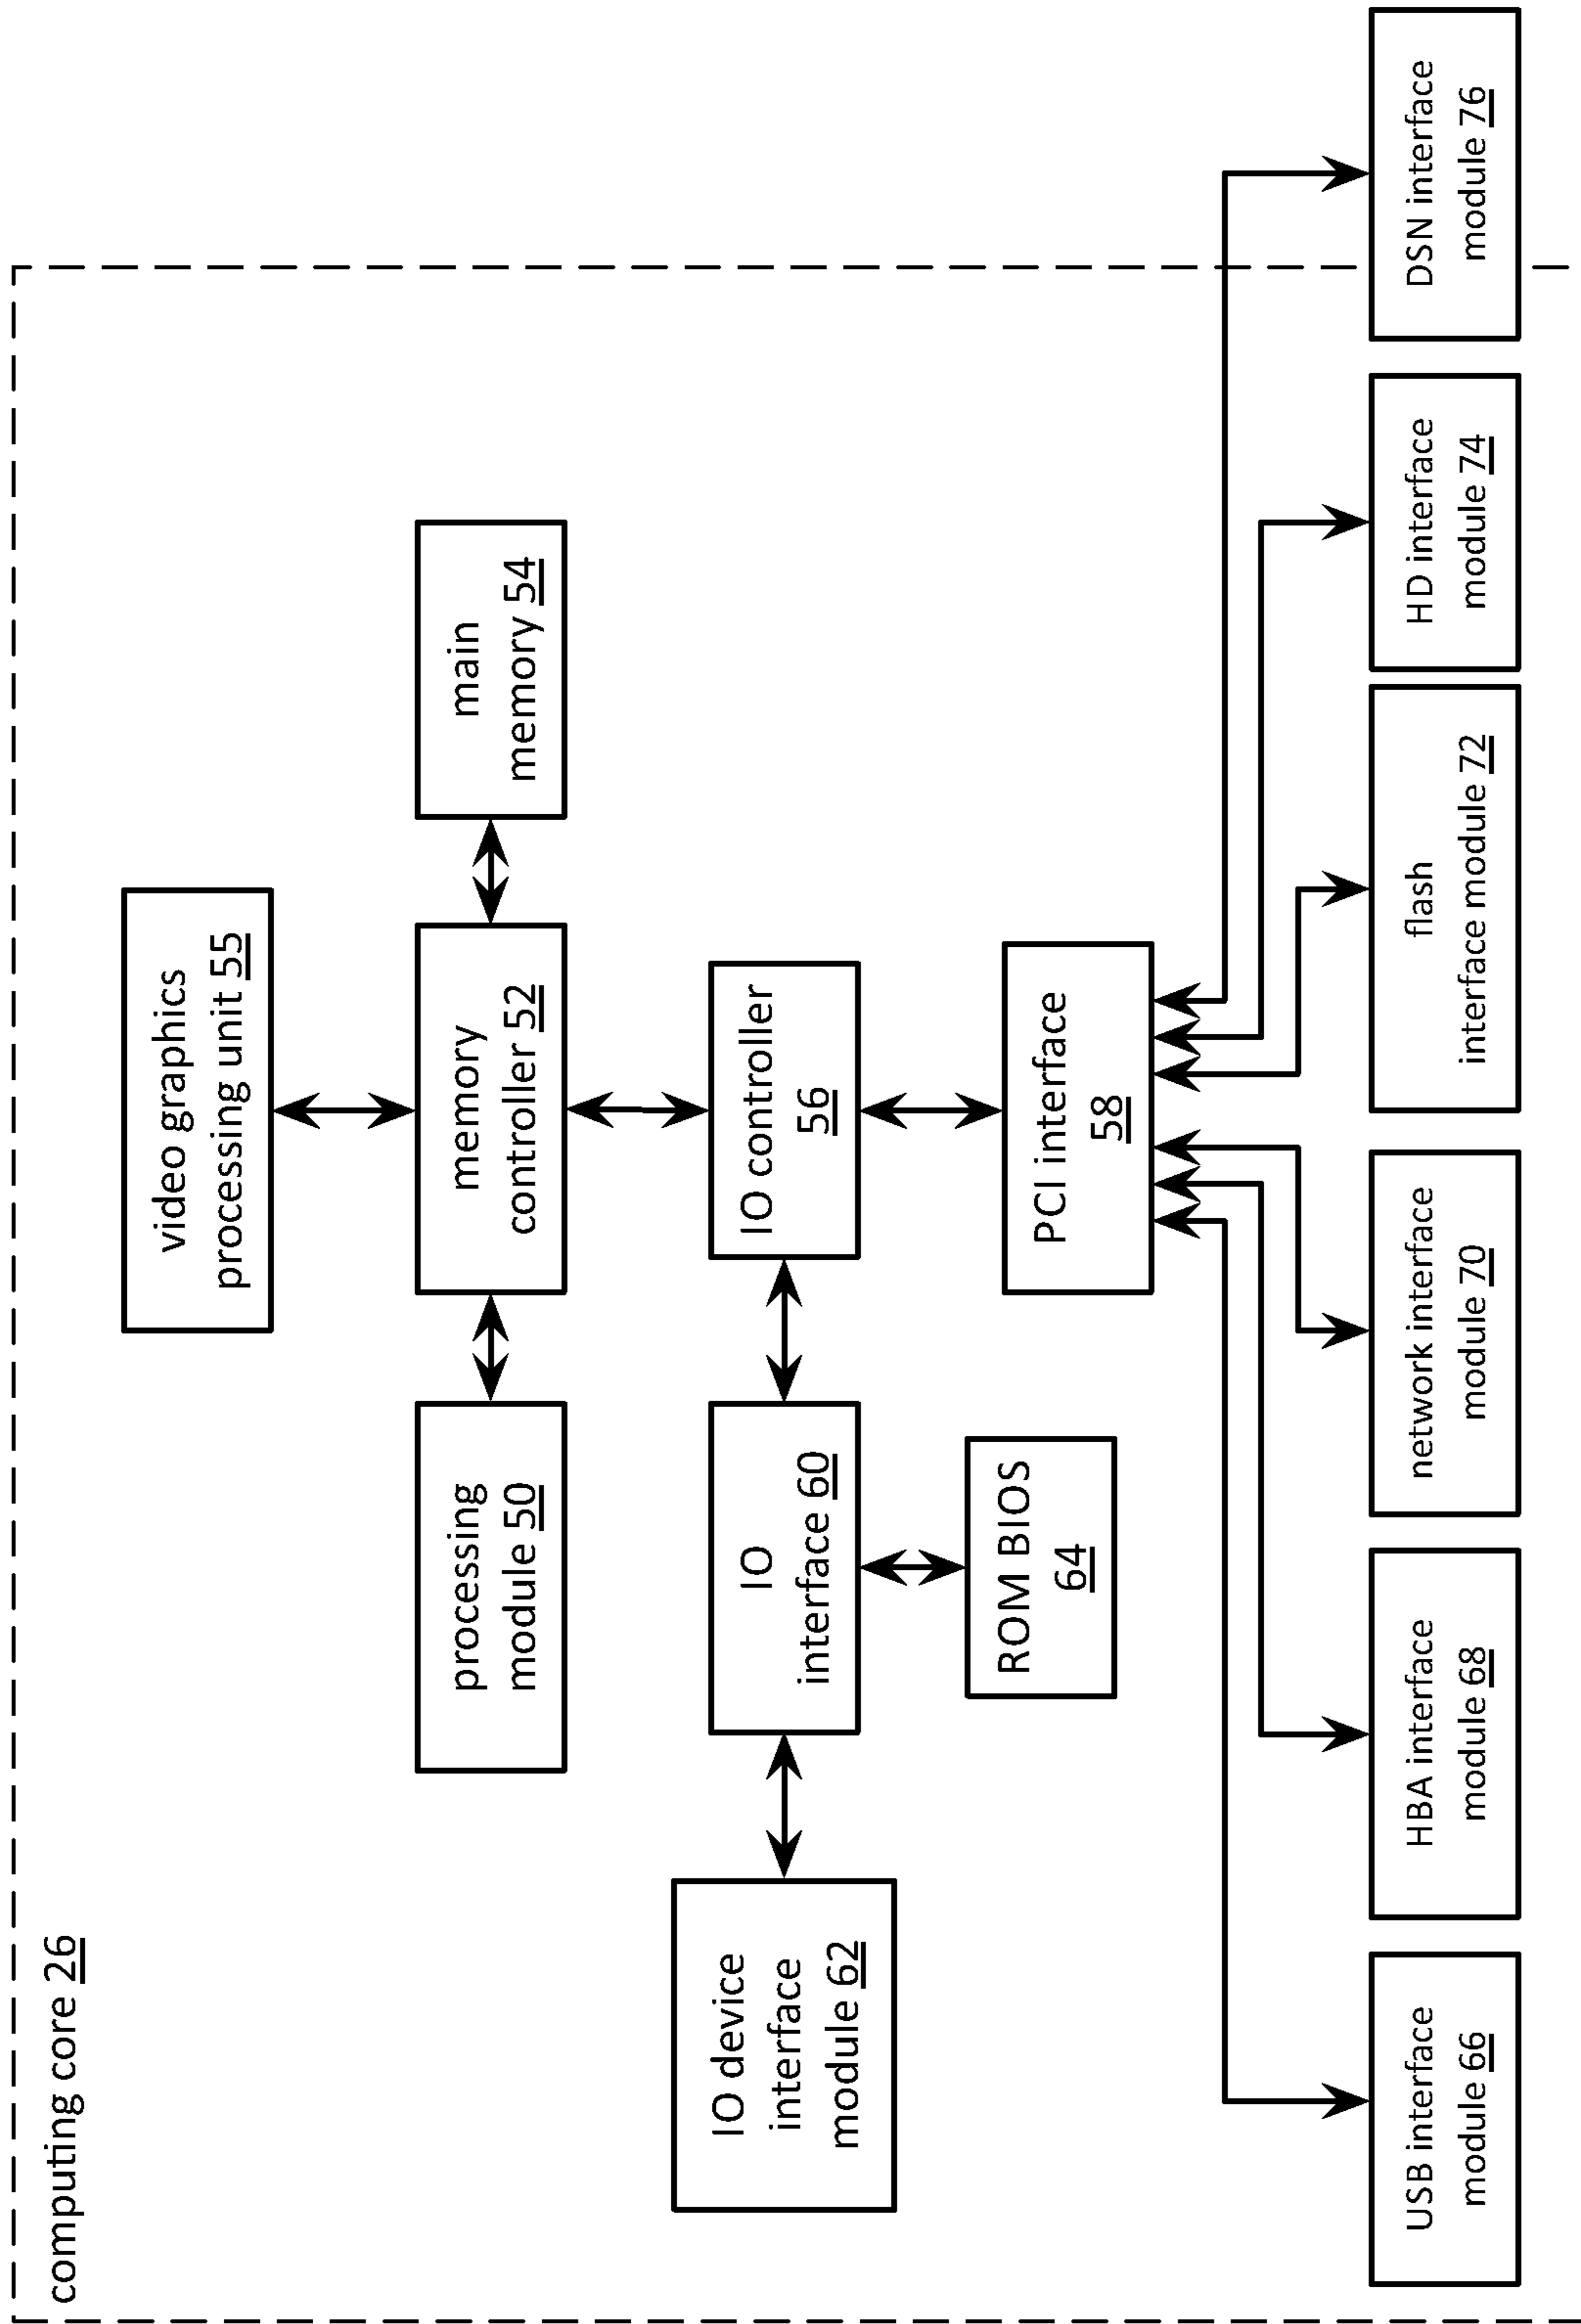 computing core 26
video graphics
processing unit 55
processing
module 50
memory
controller 52
main
memory 54
IO device
interface
module 62
IO
interface 60
IO controller
56
ROM BIOS
64
PCI interface
58
USB interface
module 66
HBA interface
module 68
network interface
module 70
flash
interface module 72
HD interface
module 74
DSN interface
module 76